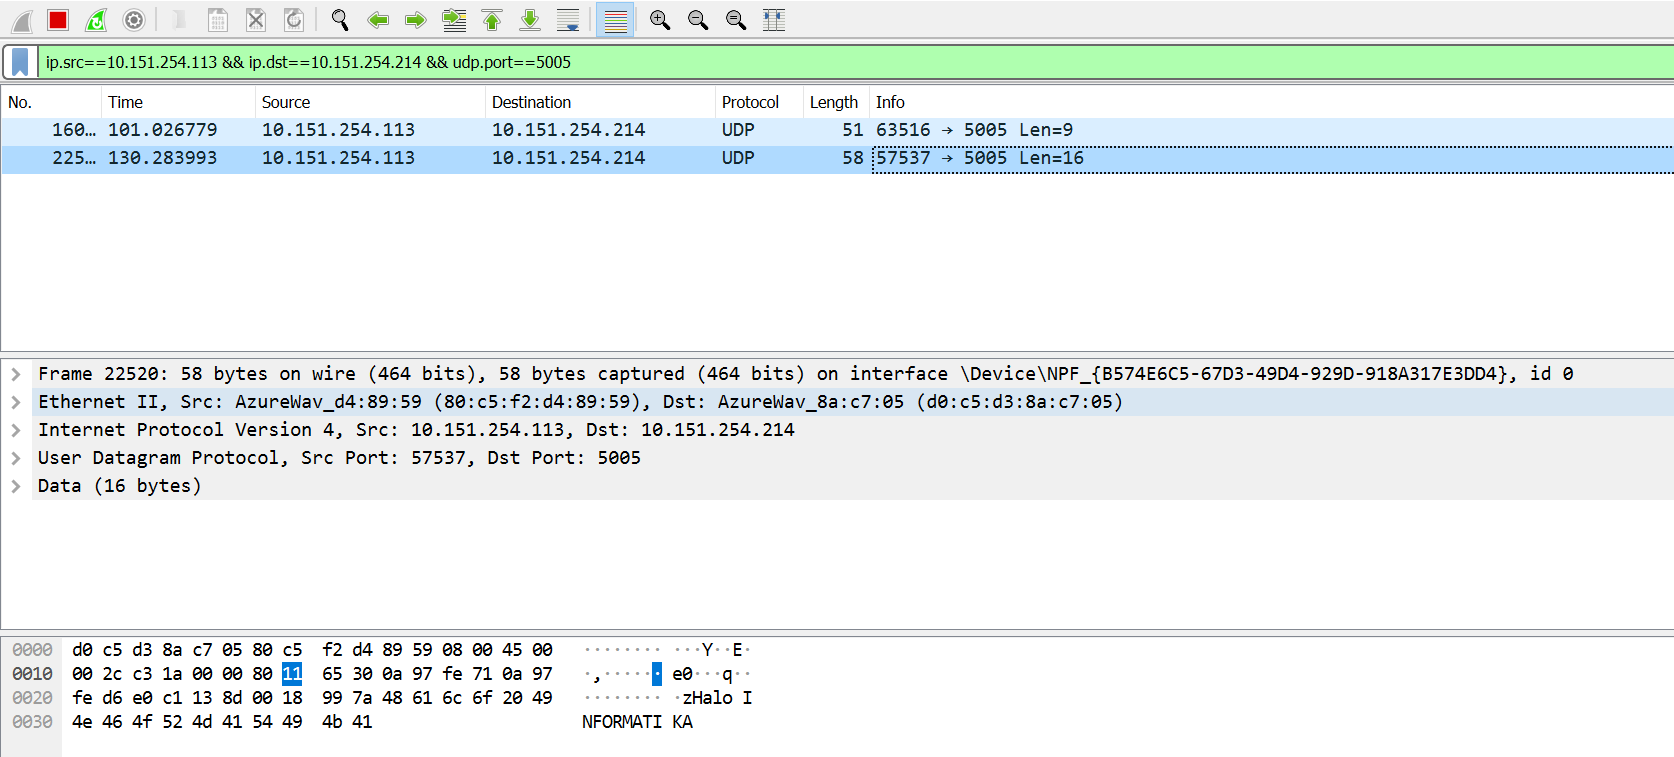 ip.src==10.151.254.113 && ip.dst==10.151.254.214 && udp.port==5005
No. Time Source Destination Protocol Length Info
160… 101.026779 10.151.254.113 10.151.254.214 UDP 51 63516 → 5005 Len=9
225… 130.283993 10.151.254.113 10.151.254.214 UDP 58 57537 → 5005 Len=16
Frame 22520: 58 bytes on wire (464 bits), 58 bytes captured (464 bits) on interface \Device\NPF_{B574E6C5-67D3-49D4-929D-918A317E3DD4}, id 0
Ethernet II, Src: AzureWav_d4:89:59 (80:c5:f2:d4:89:59), Dst: AzureWav_8a:c7:05 (d0:c5:d3:8a:c7:05)
Internet Protocol Version 4, Src: 10.151.254.113, Dst: 10.151.254.214
User Datagram Protocol, Src Port: 57537, Dst Port: 5005
Data (16 bytes)
0000 d0 c5 d3 8a c7 05 80 c5 f2 d4 89 59 08 00 45 00 ········ ···Y··E·
0010 00 2c c3 1a 00 00 80 11 65 30 0a 97 fe 71 0a 97 ·,······ e0···q··
0020 fe d6 e0 c1 13 8d 00 18 99 7a 48 61 6c 6f 20 49 ········ ·zHalo I
0030 4e 46 4f 52 4d 41 54 49 4b 41 NFORMATI KA